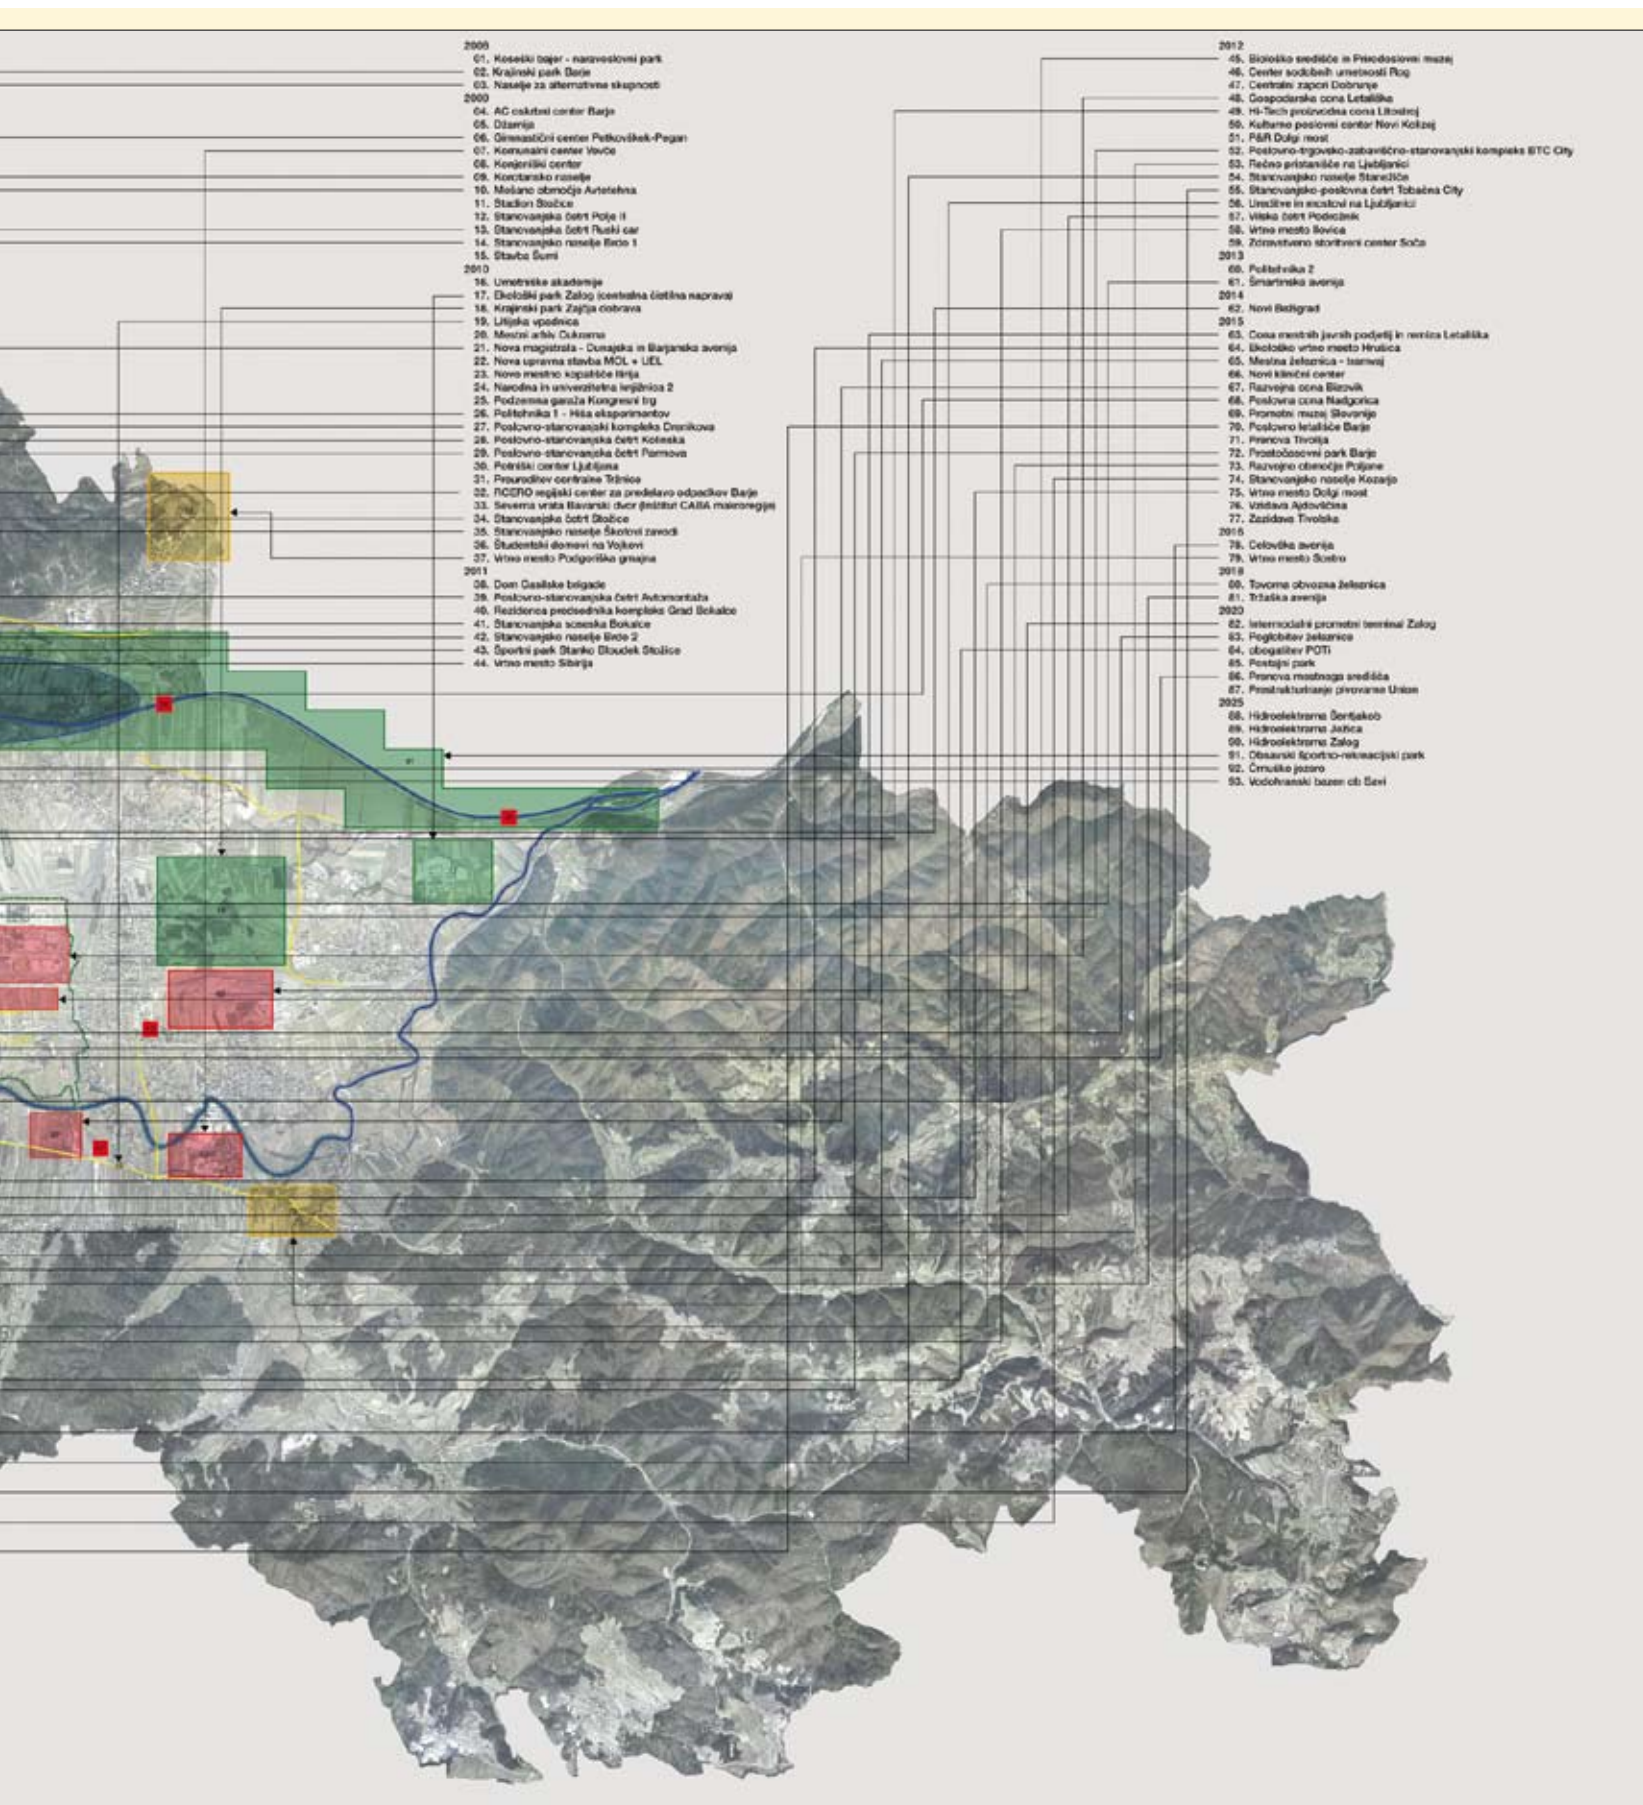 2008
01. Koseški bajer - naravoslovni park
02. Krajinski park Barje
03. Naselje za alternativne skupnosti
2009
04. AC oskrbni center Barje
05. Džamija
06. Gimnastični center Petkovšek-Pegan
07. Komunalni center Vevče
08. Konjeniški center
09. Korotansko naselje
10. Mešano območje Avtotehna
11. Stadion Stožice
12. Stanovanjska četrt Polje II
13. Stanovanjska četrt Ruski car
14. Stanovanjsko naselje Brdo 1
15. Stavba Šumi
2010
16. Umetniške akademije
17. Ekološki park Zalog (centralna čistilna naprava)
18. Krajinski park Zajčja dobrava
19. Litijska vpadnica
20. Mestni arhiv Cukrarna
21. Nova magistrala - Dunajska in Barjanska avenija
22. Nova upravna stavba MOL + UEL
23. Novo mestno kopališče Ilirija
24. Narodna in univerzitetna knjižnica 2
25. Podzemna garaža Kongresni trg
26. Politehnika 1 - Hiša eksperimentov
27. Poslovno-stanovanjski kompleks Drenikova
28. Poslovno-stanovanjska četrt Kolinska
29. Poslovno-stanovanjska četrt Parmova
30. Potniški center Ljubljana
31. Preureditev centralne Tržnice
32. RCERO regijski center za predelavo odpadkov Barje
33. Severna vrata Bavarski dvor (Inštitut CABA makroregije)
34. Stanovanjska četrt Stožice
35. Stanovanjsko naselje Škofovi zavodi
36. Študentski domovi na Vojkovi
37. Vrtno mesto Podgoriška gmajna
2011
38. Dom Gasilske brigade
39. Poslovno-stanovanjska četrt Avtomontaža
40. Rezidenca predsednika kompleks Grad Bokalce
41. Stanovanjska soseska Bokalce
42. Stanovanjsko naselje Brdo 2
43. Športni park Stanko Bloudek Stožice
44. Vrtno mesto Sibirija
2012
45. Biološko središče in Prirodoslovni muzej
46. Center sodobnih umetnosti Rog
47. Centralni zapori Dobrunje
48. Gospodarska cona Letališka
49. Hi-Tech proizvodna cona Litostroj
50. Kulturno poslovni center Novi Kolizej
51. P&R Dolgi most
52. Poslovno-trgovsko-zabaviščno-stanovanjski kompleks BTC City
53. Rečno pristanišče na Ljubljanici
54. Stanovanjsko naselje Stanežiče
55. Stanovanjsko-poslovna četrt Tobačna City
56. Ureditve in mostovi na Ljubljanici
57. Vilska četrt Podrožnik
58. Vrtno mesto Ilovica
59. Zdravstveno storitveni center Soča
2013
60. Politehnika 2
61. Šmartinska avenija
2014
62. Novi Bežigrad
2015
63. Cona mestnih javnih podjetij in remiza Letališka
64. Ekološko vrtno mesto Hrušica
65. Mestna železnica - tramvaj
66. Novi klinični center
67. Razvojna cona Bizovik
68. Poslovna cona Nadgorica
69. Prometni muzej Slovenije
70. Poslovno letališče Barje
71. Prenova Tivolija
72. Prostočasovni park Barje
73. Razvojno območje Poljane
74. Stanovanjsko naselje Kozarje
75. Vrtno mesto Dolgi most
76. Vzidava Ajdovščina
77. Zazidava Tivolska
2016
78. Celovška avenija
79. Vrtno mesto Sostro
2018
80. Tovorna obvozna železnica
81. Tržaška avenija
2020
82. Intermodalni prometni terminal Zalog
83. Poglobitev železnice
84. obogatitev POTi
85. Postajni park
86. Prenova mestnega središča
87. Prestrukturiranje pivovarne Union
2025
88. Hidroelektrarna Šentjakob
89. Hidroelektrarna Ježica
90. Hidroelektrarna Zalog
91. Obsavski športno-rekreacijski park
92. Črnuško jezero
93. Vodohranski bazen ob Savi